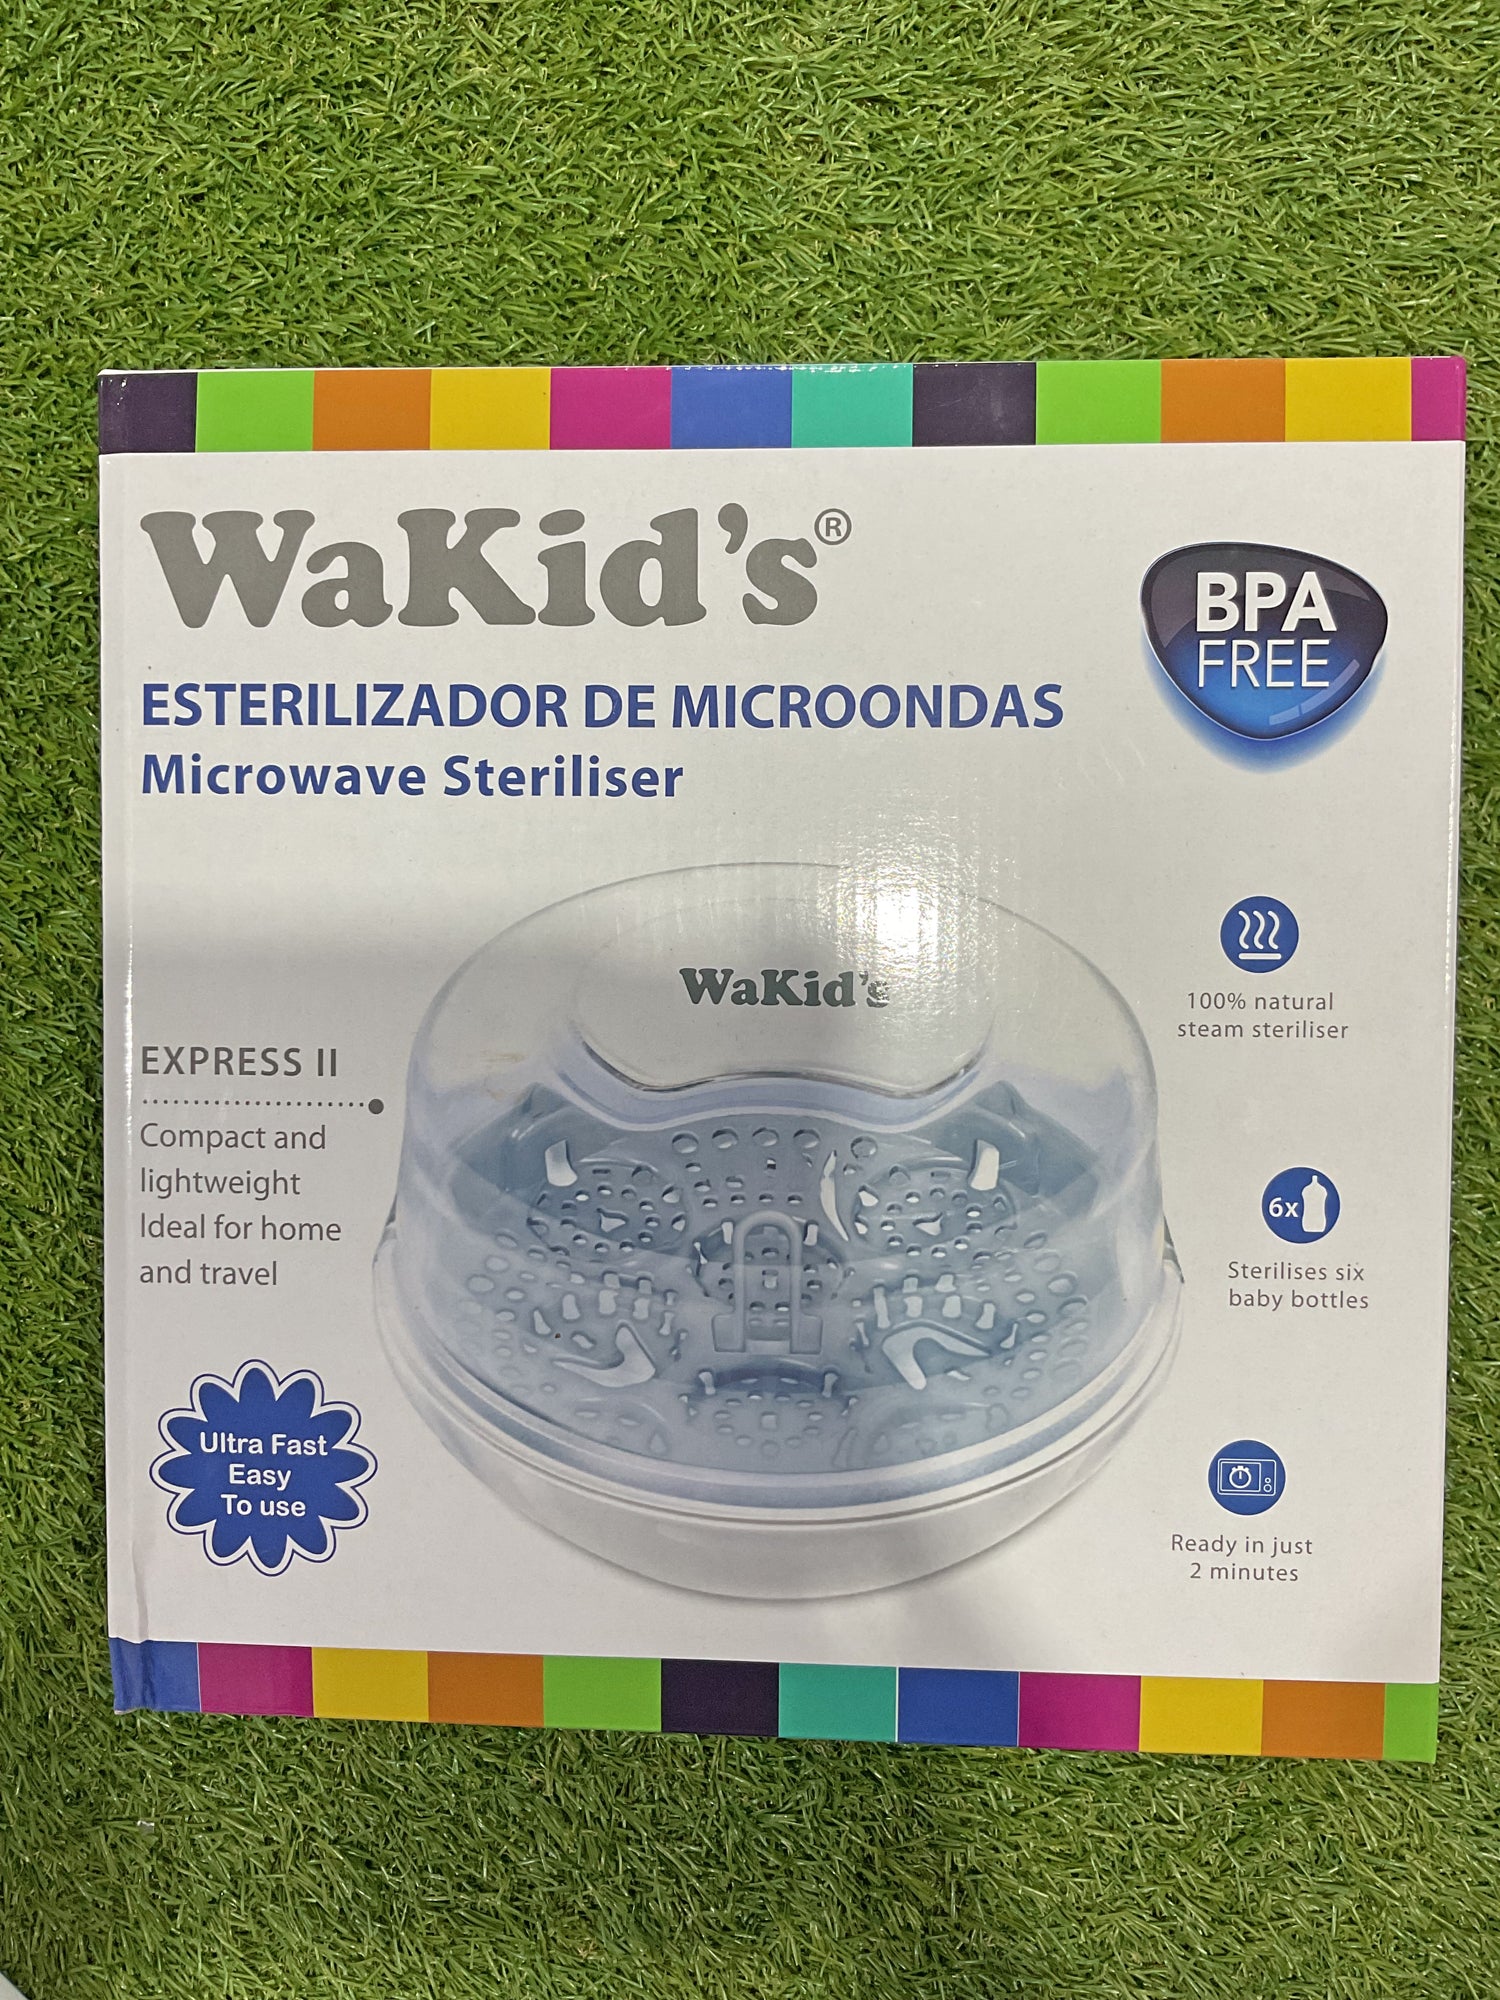 WaKid's®
ESTERILIZADOR DE MICROONDAS
Microwave Steriliser
BPA
FREE
WaKid's
100% natural
steam steriliser
EXPRESS II
Compact and
lightweight
Ideal for home
and travel
6x
Sterilises six
baby bottles
Ultra Fast
Easy
To use
Ready in just
2 minutes